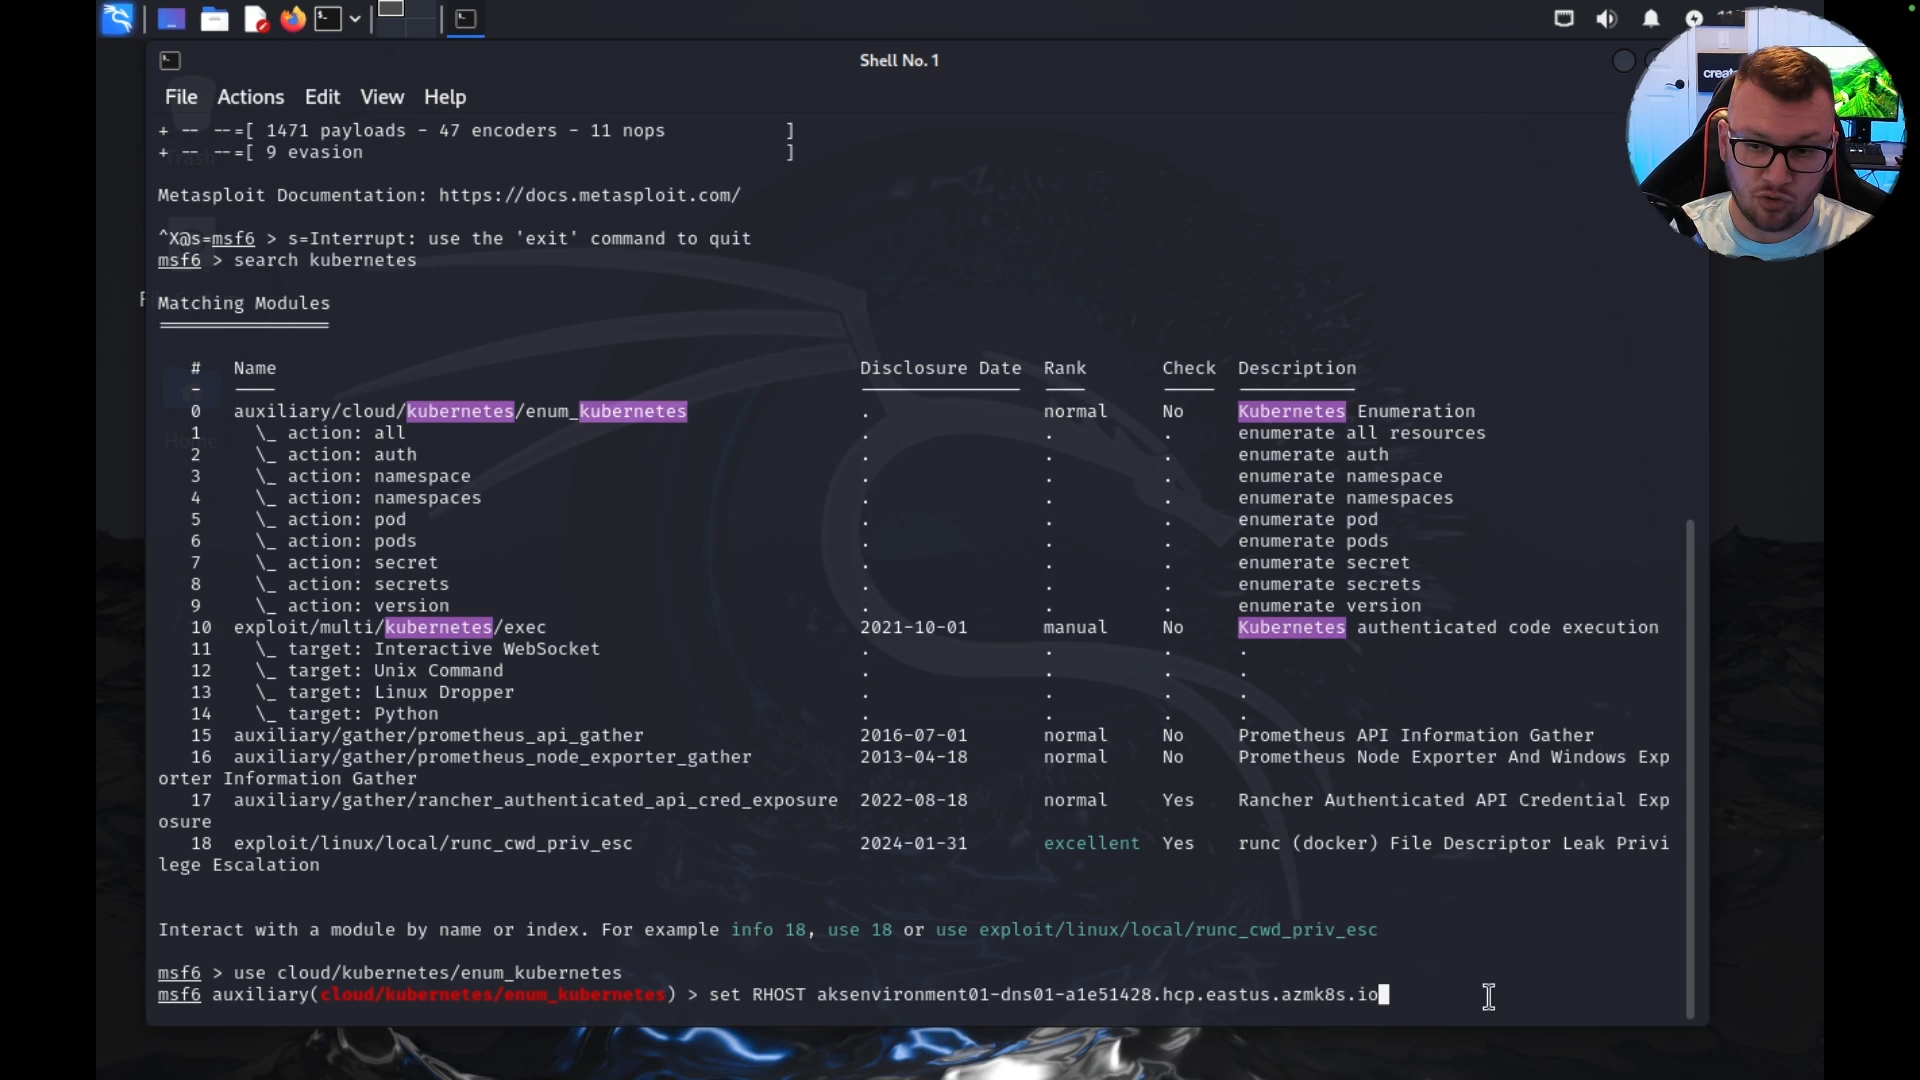 Shell No. 1
File Actions Edit View Help
+ -- --=[ 1471 payloads - 47 encoders - 11 nops ]
+ -- --=[ 9 evasion ]
Metasploit Documentation: https://docs.metasploit.com/
^X@s=msf6 > s=Interrupt: use the 'exit' command to quit
msf6 > search kubernetes
Matching Modules
# Name Disclosure Date Rank Check Description
- ---- --------------- ---- ----- -----------
0 auxiliary/cloud/kubernetes/enum_kubernetes . normal No Kubernetes Enumeration
1 \_ action: all . . . enumerate all resources
2 \_ action: auth . . . enumerate auth
3 \_ action: namespace . . . enumerate namespace
4 \_ action: namespaces . . . enumerate namespaces
5 \_ action: pod . . . enumerate pod
6 \_ action: pods . . . enumerate pods
7 \_ action: secret . . . enumerate secret
8 \_ action: secrets . . . enumerate secrets
9 \_ action: version . . . enumerate version
10 exploit/multi/kubernetes/exec 2021-10-01 manual No Kubernetes authenticated code execution
11 \_ target: Interactive WebSocket . . . .
12 \_ target: Unix Command . . . .
13 \_ target: Linux Dropper . . . .
14 \_ target: Python . . . .
15 auxiliary/gather/prometheus_api_gather 2016-07-01 normal No Prometheus API Information Gather
16 auxiliary/gather/prometheus_node_exporter_gather 2013-04-18 normal No Prometheus Node Exporter And Windows Exp
orter Information Gather
17 auxiliary/gather/rancher_authenticated_api_cred_exposure 2022-08-18 normal Yes Rancher Authenticated API Credential Exp
osure
18 exploit/linux/local/runc_cwd_priv_esc 2024-01-31 excellent Yes runc (docker) File Descriptor Leak Privi
lege Escalation
Interact with a module by name or index. For example info 18, use 18 or use exploit/linux/local/runc_cwd_priv_esc
msf6 > use cloud/kubernetes/enum_kubernetes
msf6 auxiliary(cloud/kubernetes/enum_kubernetes) > set RHOST aksenvironment01-dns01-a1e51428.hcp.eastus.azmk8s.io
Trash
Home